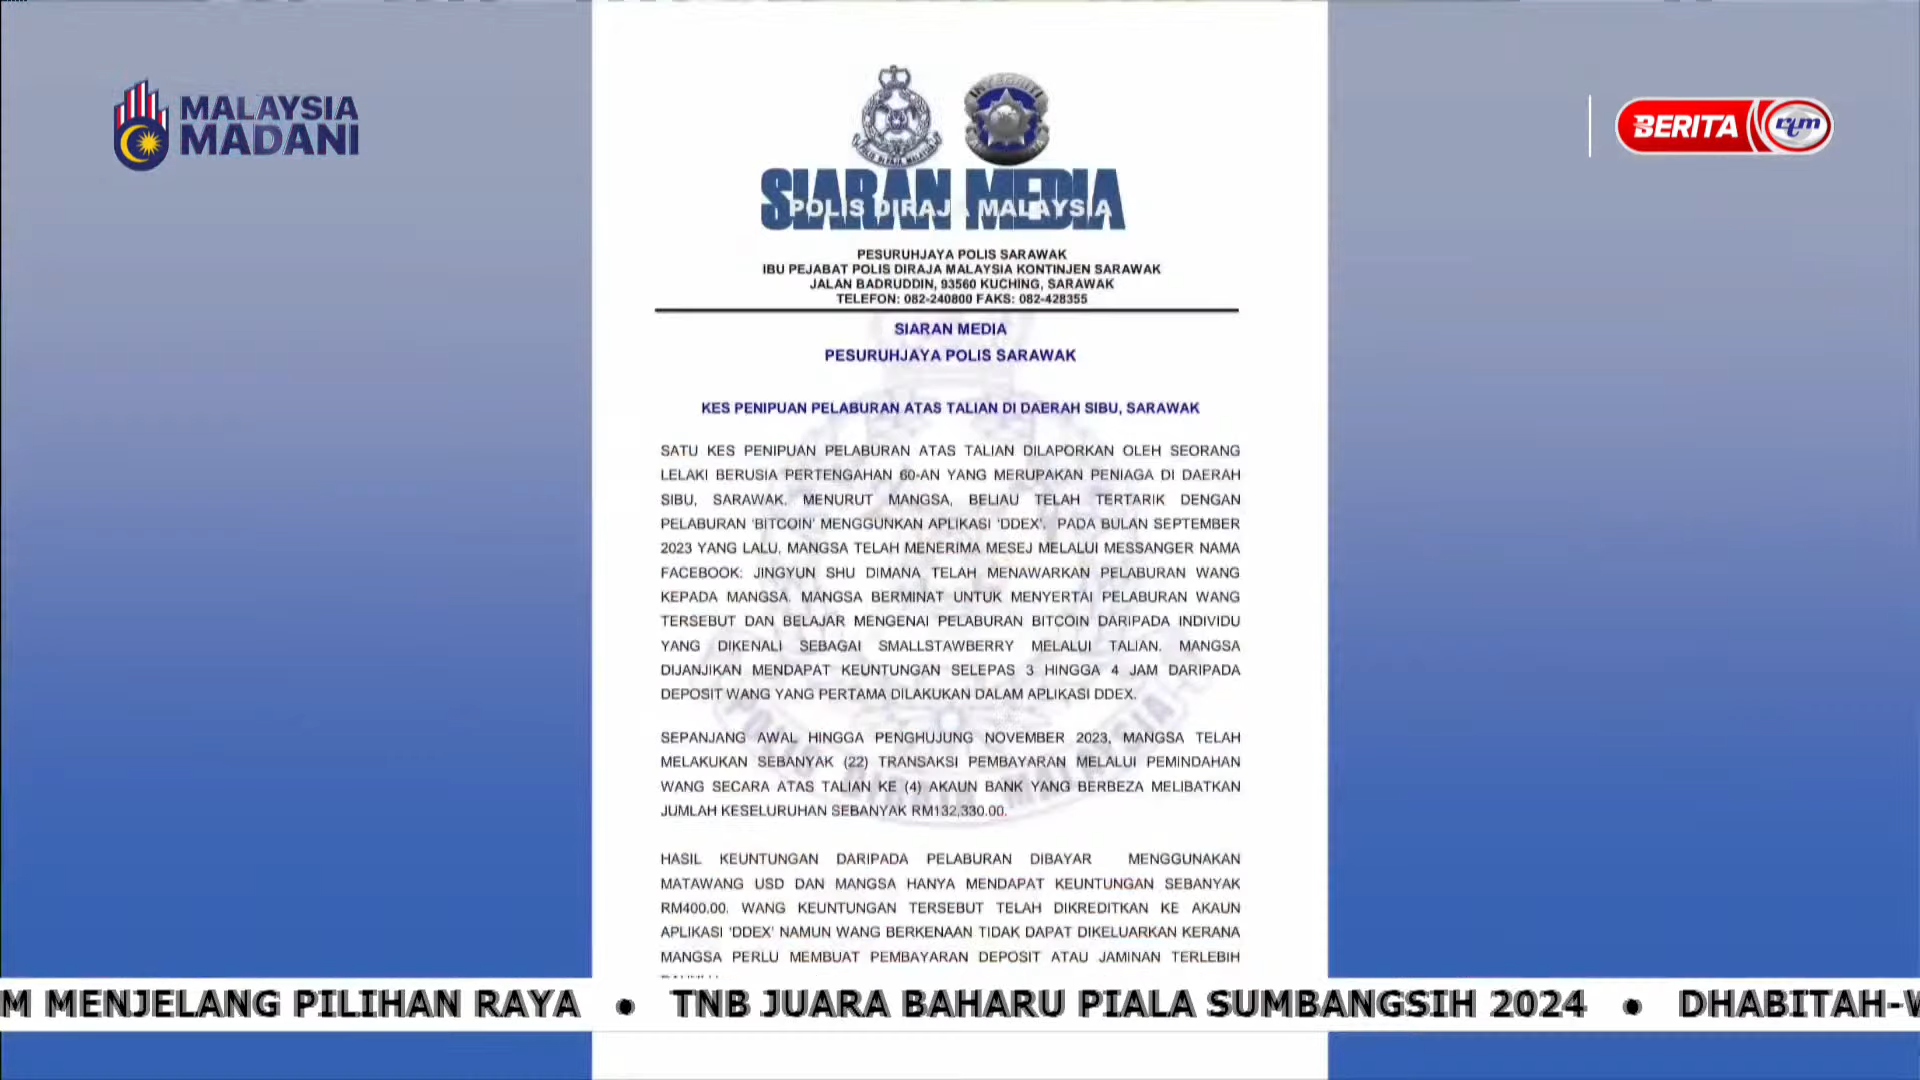 MALAYSIA
MADANI
BERITA rtm
INTEGRITI
POLIS DIRAJA MALAYSIA
SIARAN MEDIA
POLIS DIRAJA MALAYSIA
PESURUHJAYA POLIS SARAWAK
IBU PEJABAT POLIS DIRAJA MALAYSIA KONTINJEN SARAWAK
JALAN BADRUDDIN, 93560 KUCHING, SARAWAK
TELEFON: 082-240800 FAKS: 082-428355
SIARAN MEDIA
PESURUHJAYA POLIS SARAWAK
KES PENIPUAN PELABURAN ATAS TALIAN DI DAERAH SIBU, SARAWAK
SATU KES PENIPUAN PELABURAN ATAS TALIAN DILAPORKAN OLEH SEORANG
LELAKI BERUSIA PERTENGAHAN 60-AN YANG MERUPAKAN PENIAGA DI DAERAH
SIBU, SARAWAK. MENURUT MANGSA, BELIAU TELAH TERTARIK DENGAN
PELABURAN 'BITCOIN' MENGGUNKAN APLIKASI 'DDEX'. PADA BULAN SEPTEMBER
2023 YANG LALU, MANGSA TELAH MENERIMA MESEJ MELALUI MESSANGER NAMA
FACEBOOK: JINGYUN SHU DIMANA TELAH MENAWARKAN PELABURAN WANG
KEPADA MANGSA. MANGSA BERMINAT UNTUK MENYERTAI PELABURAN WANG
TERSEBUT DAN BELAJAR MENGENAI PELABURAN BITCOIN DARIPADA INDIVIDU
YANG DIKENALI SEBAGAI SMALLSTAWBERRY MELALUI TALIAN. MANGSA
DIJANJIKAN MENDAPAT KEUNTUNGAN SELEPAS 3 HINGGA 4 JAM DARIPADA
DEPOSIT WANG YANG PERTAMA DILAKUKAN DALAM APLIKASI DDEX.
SEPANJANG AWAL HINGGA PENGHUJUNG NOVEMBER 2023, MANGSA TELAH
MELAKUKAN SEBANYAK (22) TRANSAKSI PEMBAYARAN MELALUI PEMINDAHAN
WANG SECARA ATAS TALIAN KE (4) AKAUN BANK YANG BERBEZA MELIBATKAN
JUMLAH KESELURUHAN SEBANYAK RM132,330.00.
POLIS DIRAJA MALAYSIA
HASIL KEUNTUNGAN DARIPADA PELABURAN DIBAYAR MENGGUNAKAN
MATAWANG USD DAN MANGSA HANYA MENDAPAT KEUNTUNGAN SEBANYAK
RM400.00. WANG KEUNTUNGAN TERSEBUT TELAH DIKREDITKAN KE AKAUN
APLIKASI 'DDEX' NAMUN WANG BERKENAAN TIDAK DAPAT DIKELUARKAN KERANA
MANGSA PERLU MEMBUAT PEMBAYARAN DEPOSIT ATAU JAMINAN TERLEBIH
M MENJELANG PILIHAN RAYA • TNB JUARA BAHARU PIALA SUMBANGSIH 2024 • DHABITAH-W